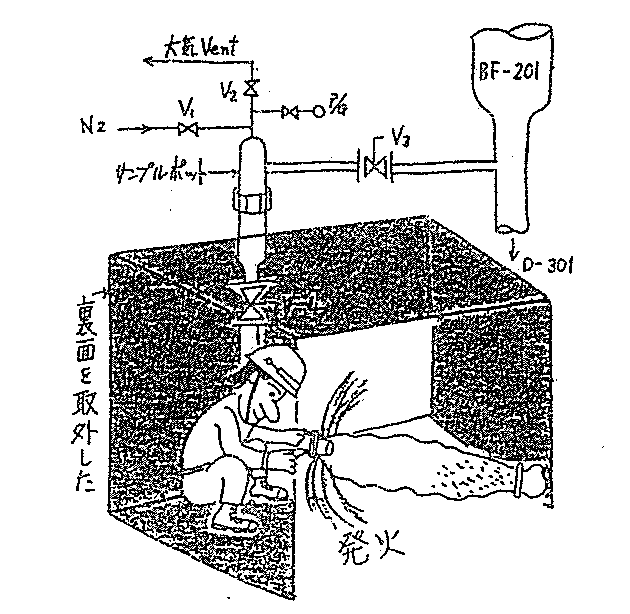 大気Vent
BF-201
V2
P/G
V1
N2
V3
サンプルポット
D-301
裏面を取外した
発火